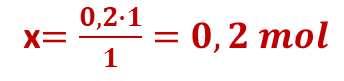 x= 0,2·1/1 = 0, 2 mol